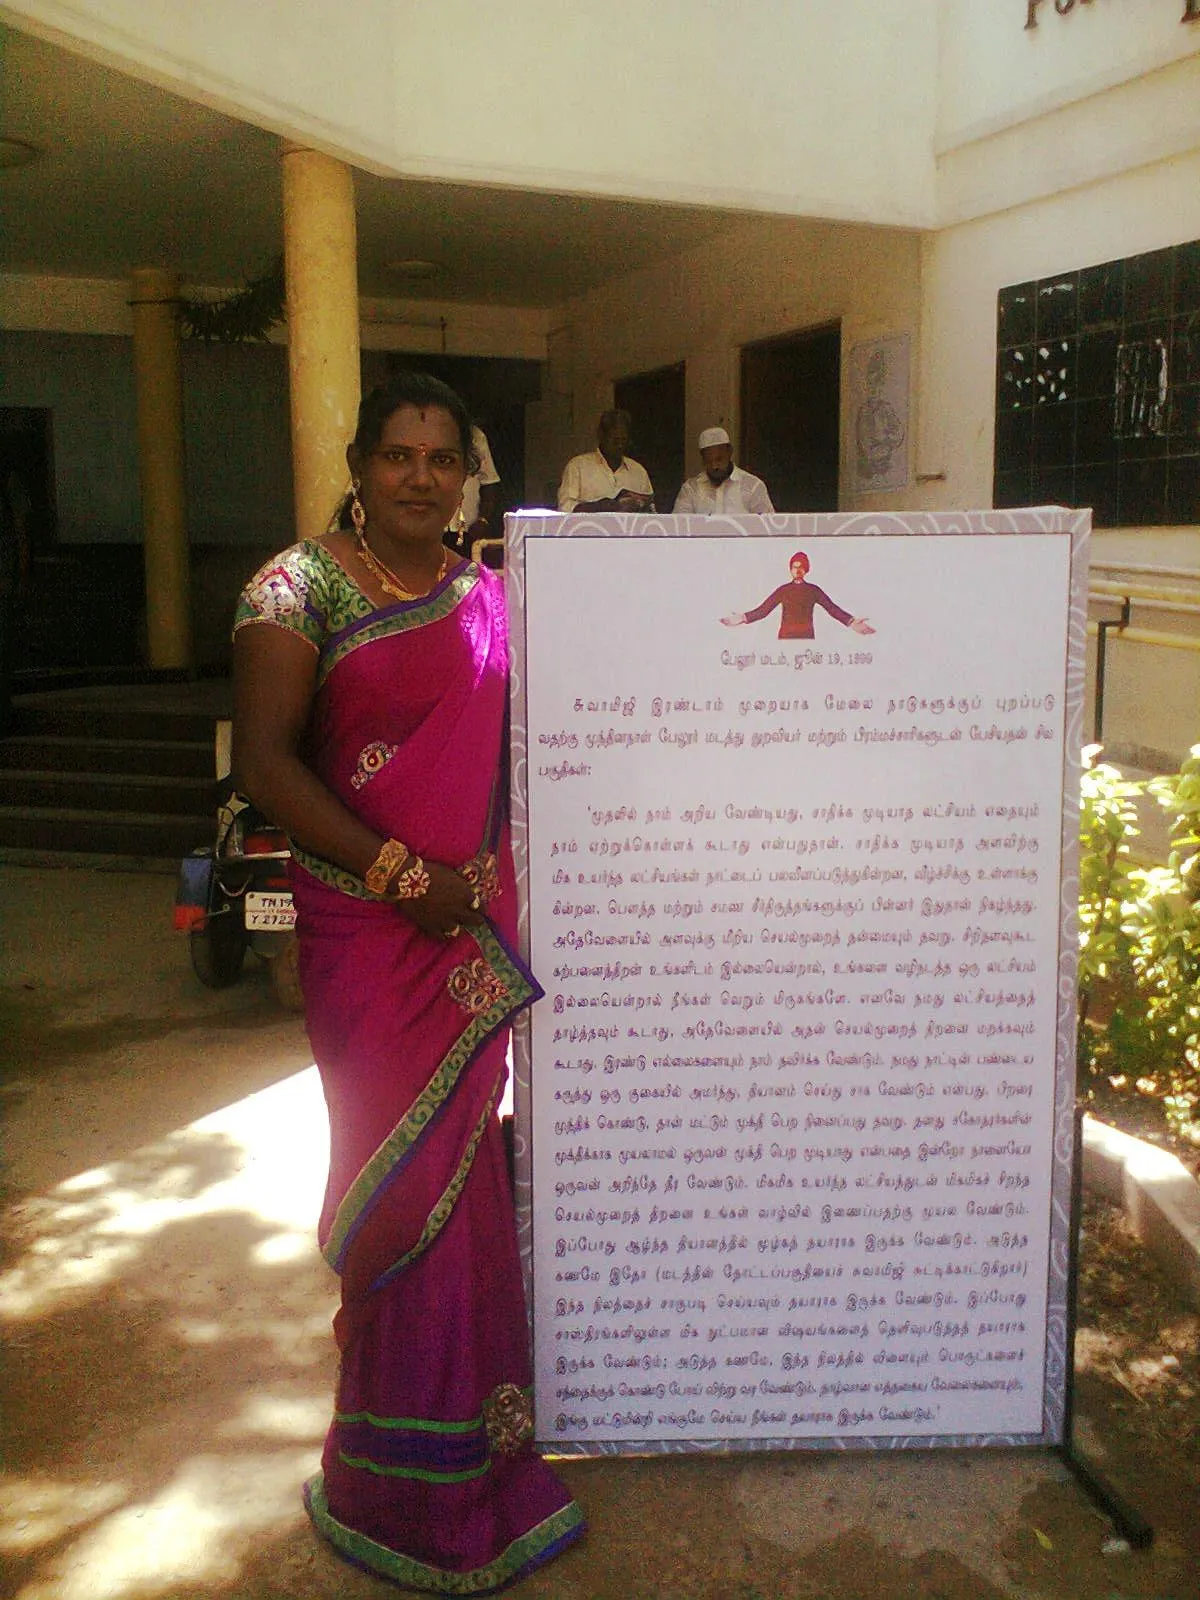 பேலூர் மடம், ஜூன் 19, 1899
சுவாமிஜி இரண்டாம் முறையாக மேலை நாடுகளுக்குப் புறப்படு
வதற்கு முந்தினநாள் பேலூர் மடத்து துறவியர் மற்றும் பிரம்மச்சாரிகளுடன் பேசியதன் சில
பகுதிகள்:
'முதலில் நாம் அறிய வேண்டியது, சாதிக்க முடியாத லட்சியம் எதையும்
நாம் ஏற்றுக்கொள்ளக் கூடாது என்பதுதான். சாதிக்க முடியாத அளவிற்கு
மிக உயர்ந்த லட்சியங்கள் நாட்டைப் பலவீனப்படுத்துகின்றன, வீழ்ச்சிக்கு உள்ளாக்கு
கின்றன. பௌத்த மற்றும் சமண சீர்திருத்தங்களுக்குப் பின்னர் இதுதான் நிகழ்ந்தது.
அதேவேளையில் அளவுக்கு மீறிய செயல்முறைத் தன்மையும் தவறு. சிறிதளவுகூட
கற்பனைத்திறன் உங்களிடம் இல்லையென்றால், உங்களை வழிநடத்த ஒரு லட்சியம்
இல்லையென்றால் நீங்கள் வெறும் மிருகங்களே. எனவே நமது லட்சியத்தைத்
தாழ்த்தவும் கூடாது, அதேவேளையில் அதன் செயல்முறைத் திறனை மறக்கவும்
கூடாது. இரண்டு எல்லைகளையும் நாம் தவிர்க்க வேண்டும். நமது நாட்டின் பண்டைய
கருத்து ஒரு குகையில் அமர்ந்து, தியானம் செய்து சாக வேண்டும் என்பது. பிறரை
முந்திக் கொண்டு, தான் மட்டும் முக்தி பெற நினைப்பது தவறு. தனது சகோதரர்களின்
முக்திக்காக முயலாமல் ஒருவன் முக்தி பெற முடியாது என்பதை இன்றோ நாளையோ
ஒருவன் அறிந்தே தீர வேண்டும். மிகமிக உயர்ந்த லட்சியத்துடன் மிகமிகச் சிறந்த
செயல்முறைத் திறனை உங்கள் வாழ்வில் இணைப்பதற்கு முயல வேண்டும்.
இப்போது ஆழ்ந்த தியானத்தில் மூழ்கத் தயாராக இருக்க வேண்டும். அடுத்த
கணமே இதோ (மடத்தின் தோட்டப்பகுதியைச் சுவாமிஜி சுட்டிக்காட்டுகிறார்)
இந்த நிலத்தைச் சாகுபடி செய்யவும் தயாராக இருக்க வேண்டும். இப்போது
சாஸ்திரங்களிலுள்ள மிக நுட்பமான விஷயங்களைத் தெளிவுபடுத்தத் தயாராக
இருக்க வேண்டும்; அடுத்த கணமே, இந்த நிலத்தில் விளையும் பொருட்களைச்
சந்தைக்குக் கொண்டு போய் விற்று வர வேண்டும். தாழ்வான எத்தகைய வேலைகளையும்,
இங்கு மட்டுமின்றி எங்குமே செய்ய நீங்கள் தயாராக இருக்க வேண்டும்.'
TN 19
Y 2722